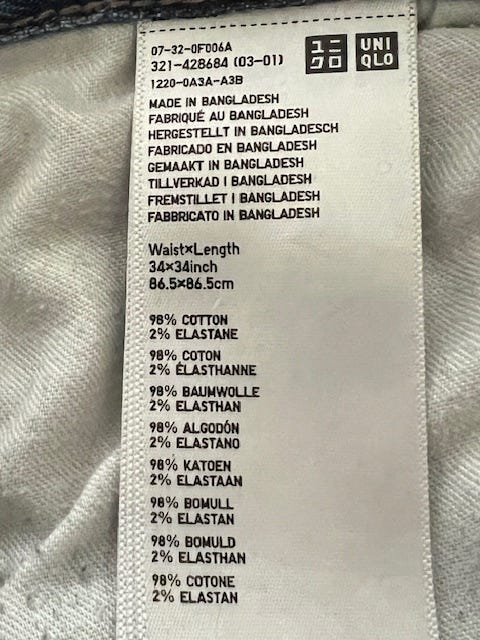 07-32-0F006A
321-428684 (03-01)
1220-0A3A-A3B
ユニ
クロ
UNI
QLO
MADE IN BANGLADESH
FABRIQUÉ AU BANGLADESH
HERGESTELLT IN BANGLADESCH
FABRICADO EN BANGLADESH
GEMAAKT IN BANGLADESH
TILLVERKAD I BANGLADESH
FREMSTILLET I BANGLADESH
FABBRICATO IN BANGLADESH
Waist×Length
34×34inch
86.5×86.5cm
98% COTTON
2% ELASTANE
98% COTON
2% ÉLASTHANNE
98% BAUMWOLLE
2% ELASTHAN
98% ALGODÓN
2% ELASTANO
98% KATOEN
2% ELASTAAN
98% BOMULL
2% ELASTAN
98% BOMULD
2% ELASTHAN
98% COTONE
2% ELASTAN